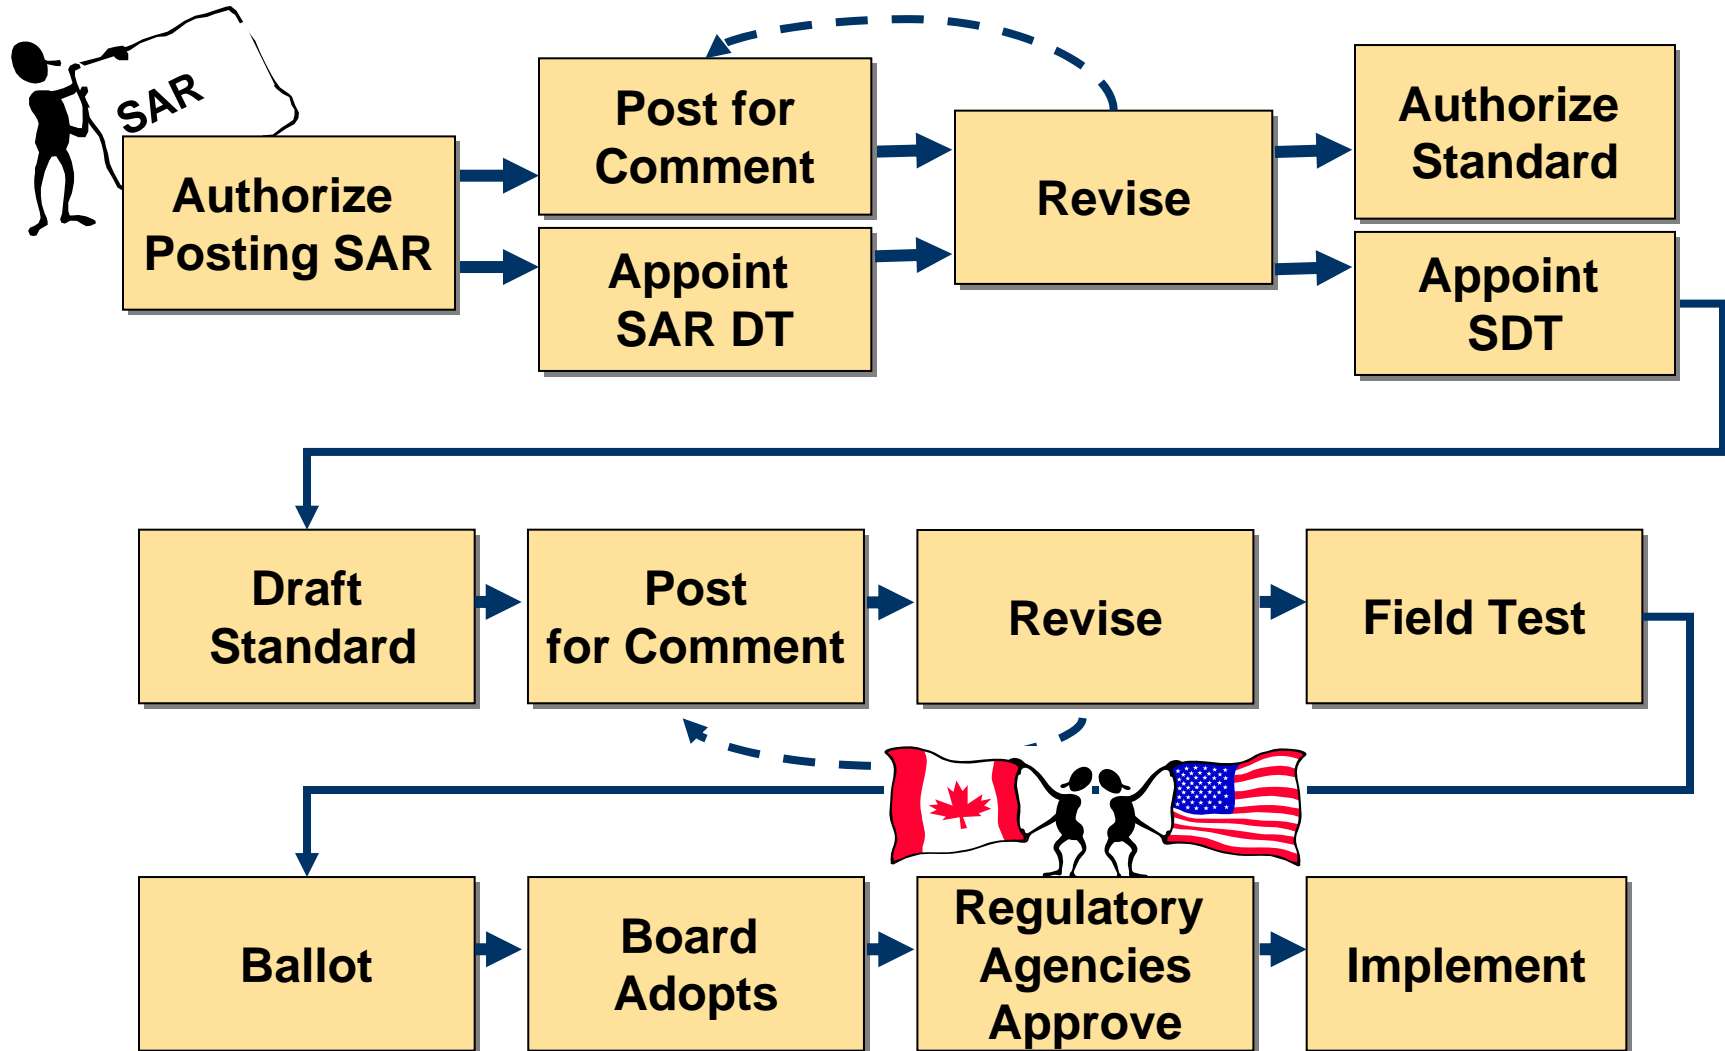 SAR
Authorize
Posting SAR
Post for
Comment
Appoint
SAR DT
Revise
Authorize
Standard
Appoint
SDT
Draft
Standard
Post
for Comment
Revise
Field Test
Ballot
Board
Adopts
Regulatory
Agencies
Approve
Implement